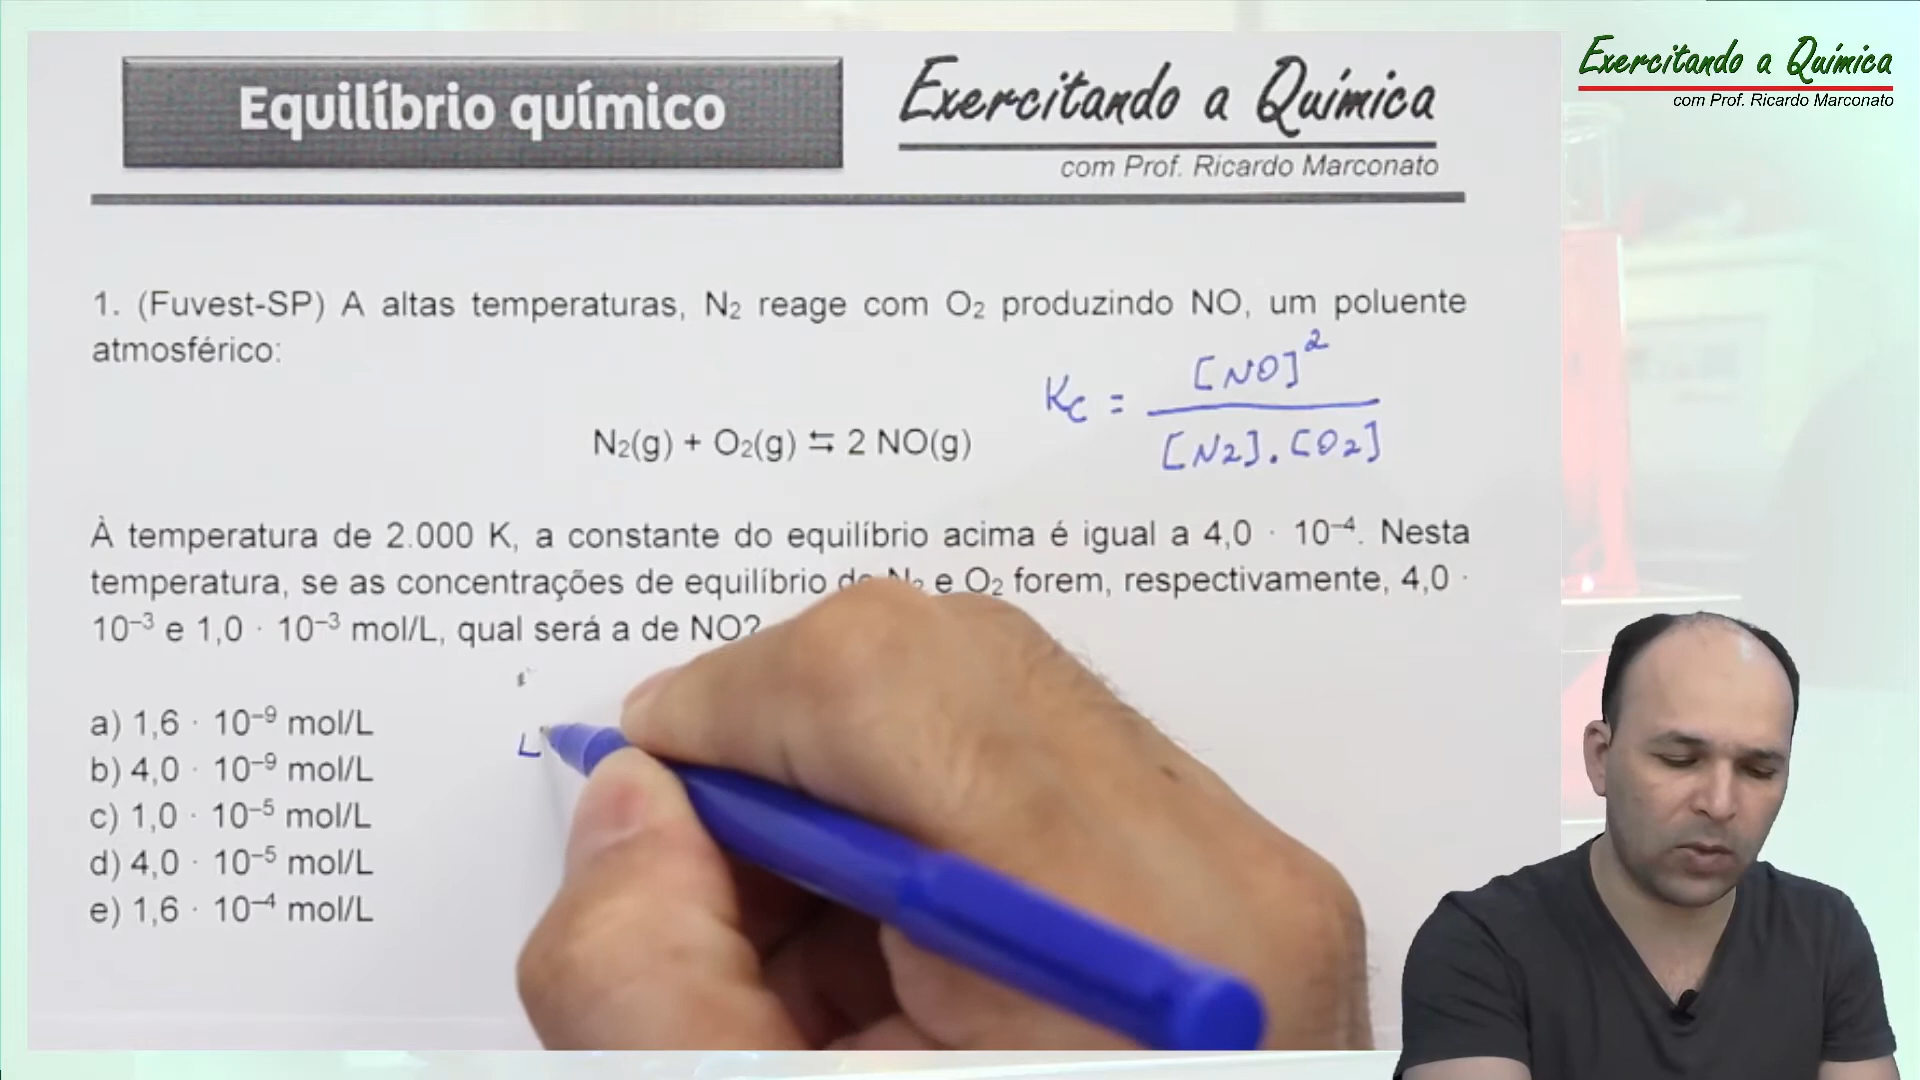 Equilíbrio químico
Exercitando a Química
com Prof. Ricardo Marconato
Exercitando a Química
com Prof. Ricardo Marconato
1. (Fuvest-SP) A altas temperaturas, N₂ reage com O₂ produzindo NO, um poluente
atmosférico:
Kc = [NO]² / [N2].[O2]
N₂(g) + O₂(g) ⇆ 2 NO(g)
À temperatura de 2.000 K, a constante do equilíbrio acima é igual a 4,0 · 10⁻⁴. Nesta
temperatura, se as concentrações de equilíbrio de N₂ e O₂ forem, respectivamente, 4,0 ·
10⁻³ e 1,0 · 10⁻³ mol/L, qual será a de NO?
a) 1,6 · 10⁻⁹ mol/L
b) 4,0 · 10⁻⁹ mol/L
c) 1,0 · 10⁻⁵ mol/L
d) 4,0 · 10⁻⁵ mol/L
e) 1,6 · 10⁻⁴ mol/L